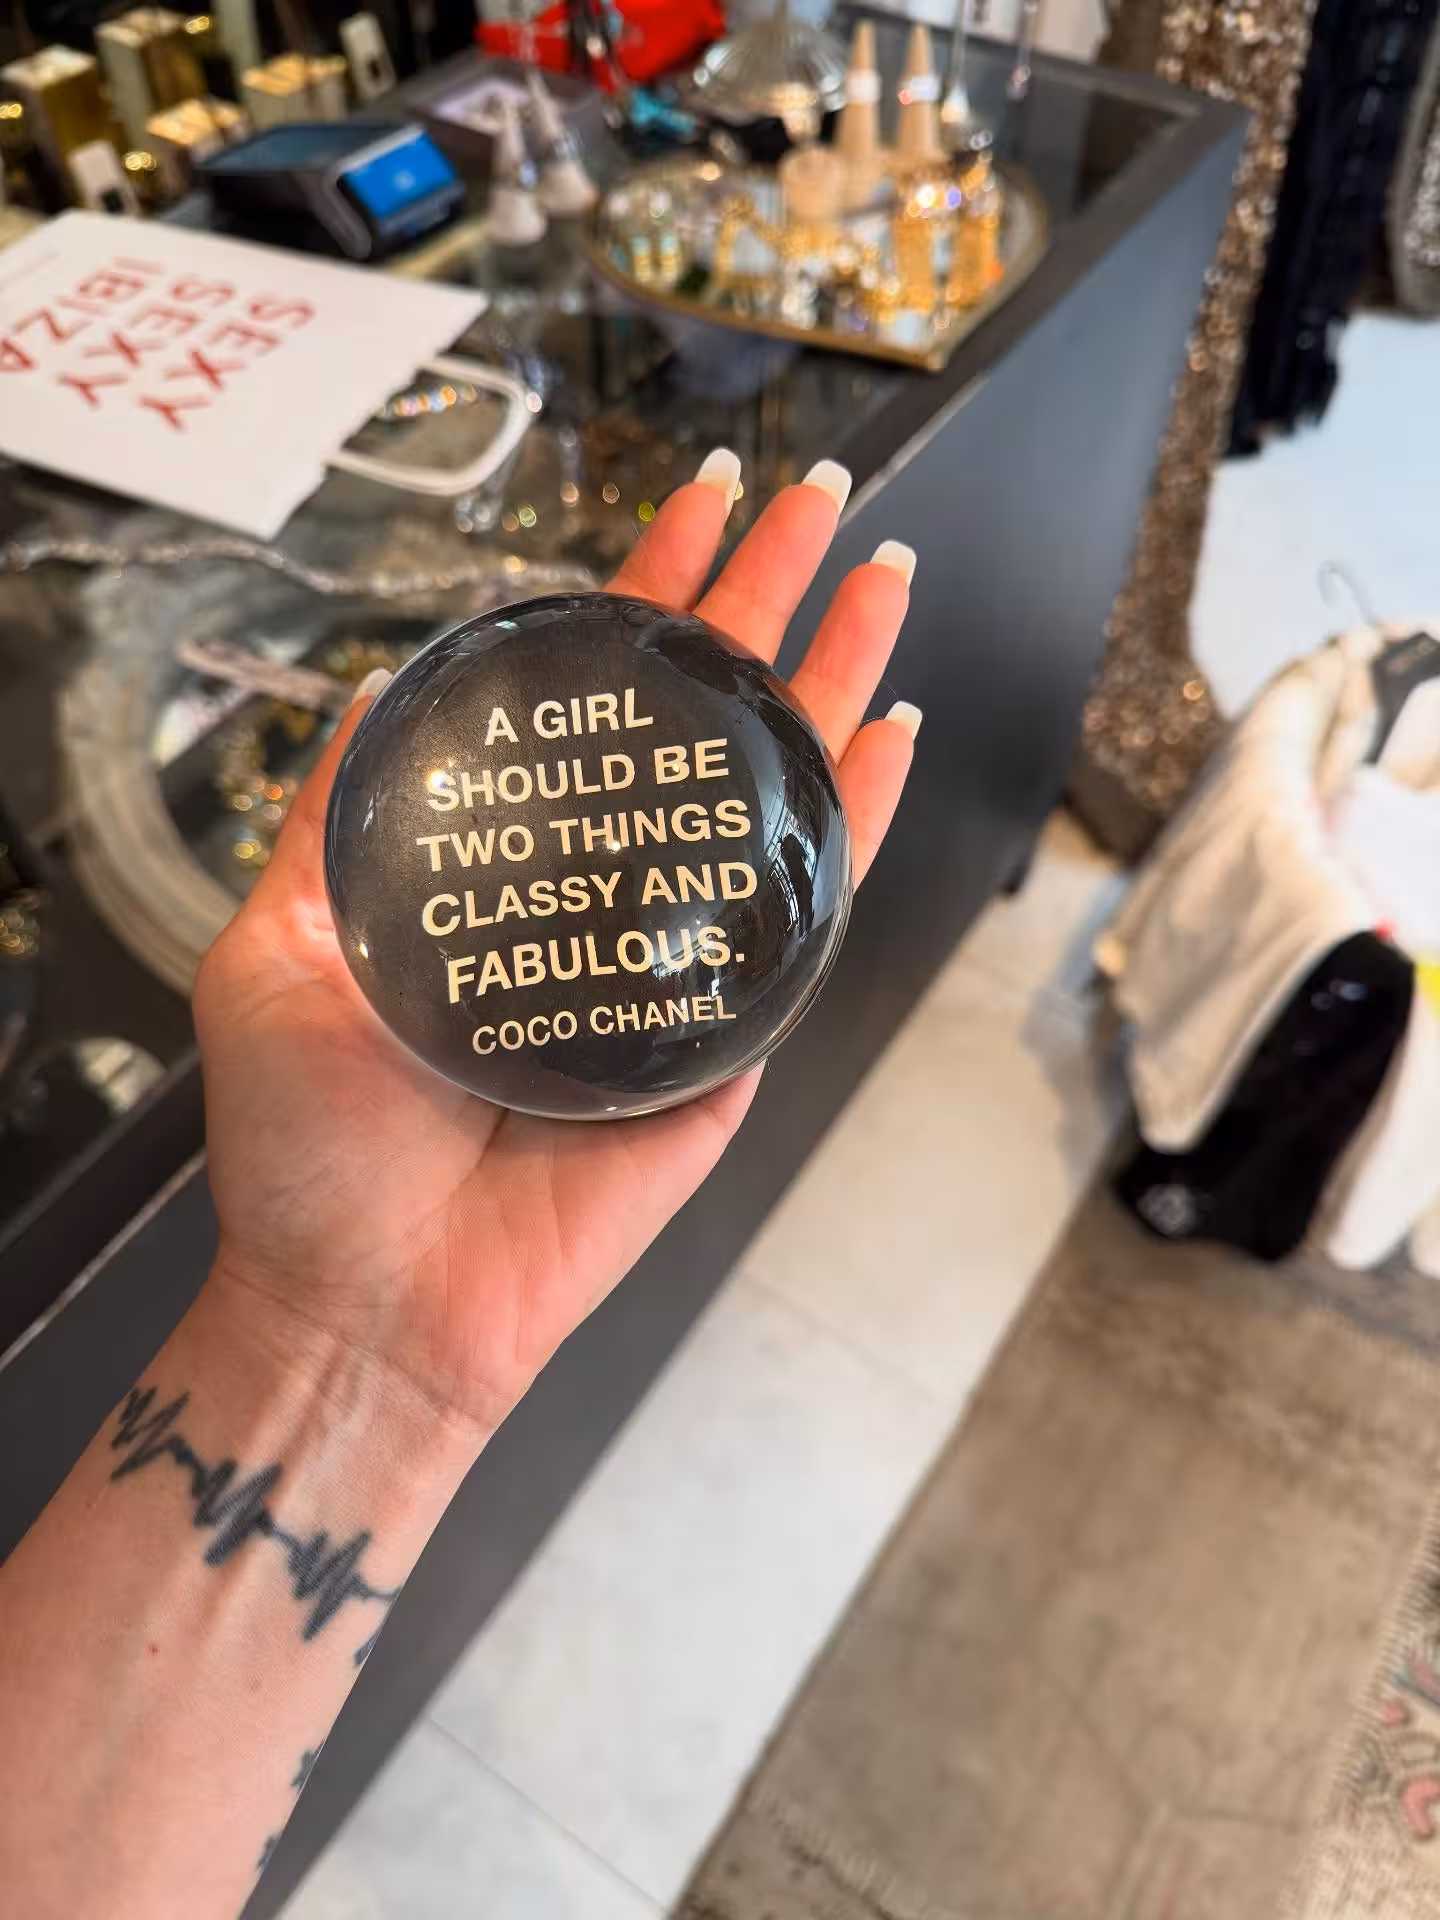 SEXY
SEXY
IBIZA
A GIRL
SHOULD BE
TWO THINGS
CLASSY AND
FABULOUS.
COCO CHANEL